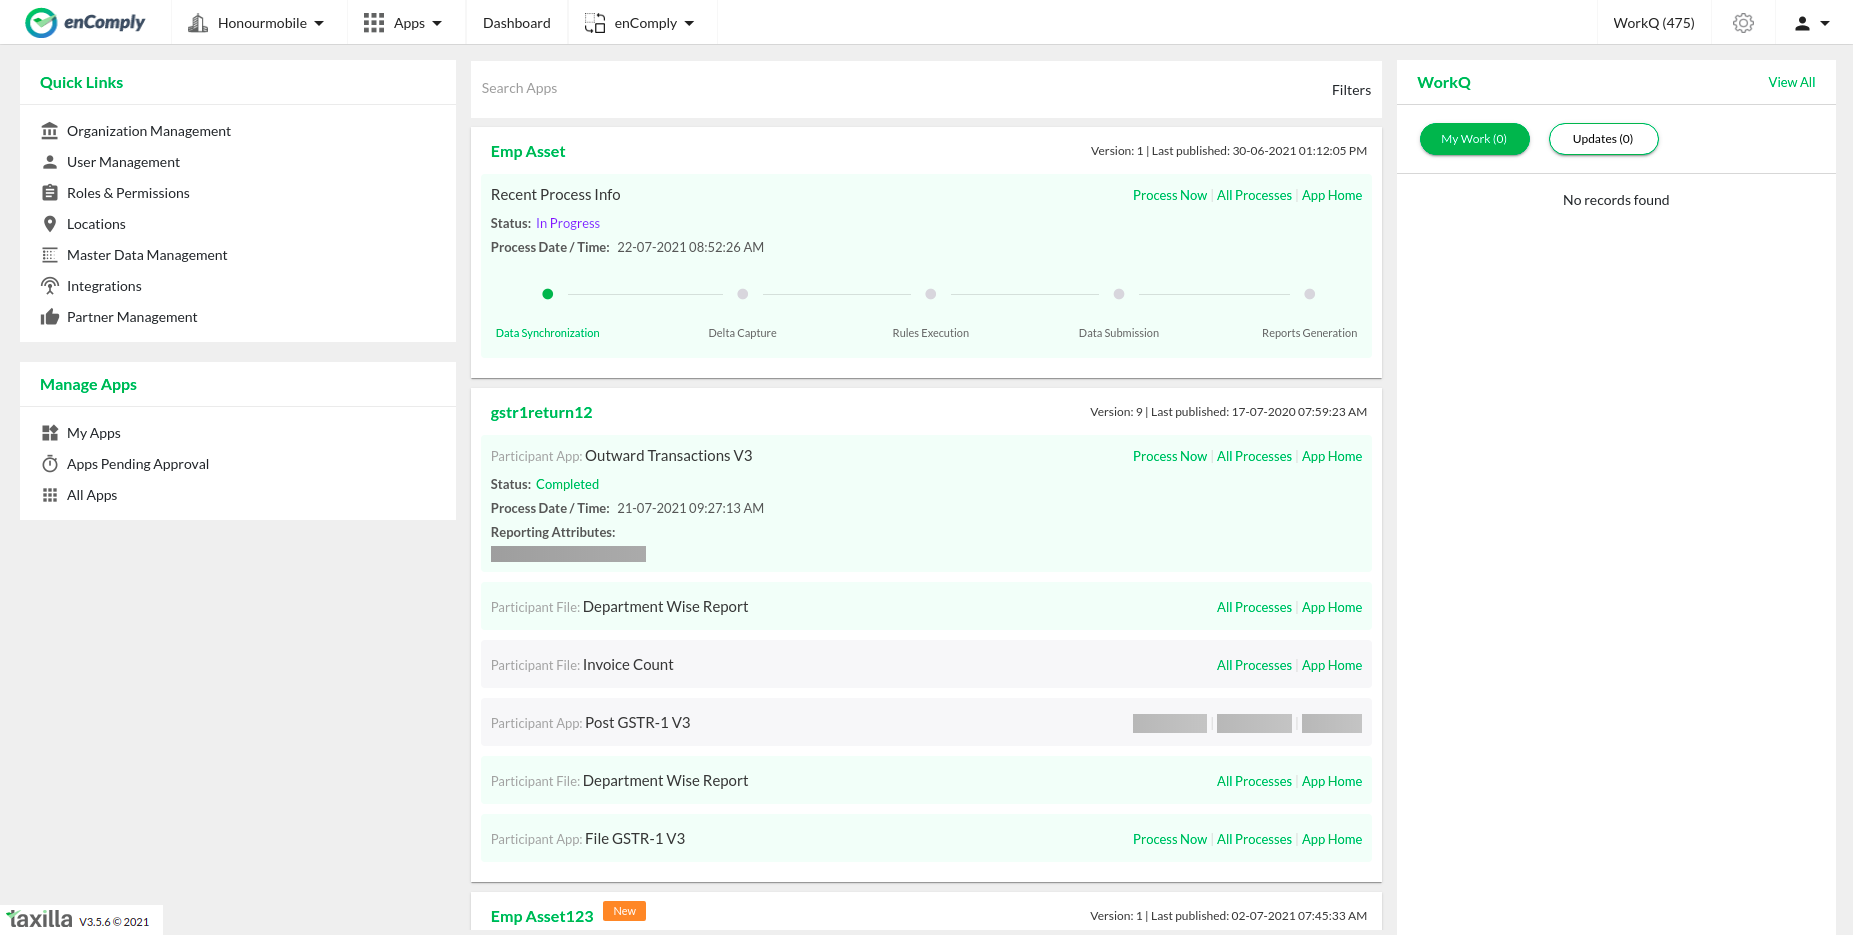 enComply
Honourmobile
Apps
Dashboard
enComply
WorkQ (475)
Quick Links
Organization Management
User Management
Roles & Permissions
Locations
Master Data Management
Integrations
Partner Management
Manage Apps
My Apps
Apps Pending Approval
All Apps
Search Apps
Filters
Emp Asset
Version: 1 | Last published: 30-06-2021 01:12:05 PM
Recent Process Info
Process Now | All Processes | App Home
Status: In Progress
Process Date / Time: 22-07-2021 08:52:26 AM
Data Synchronization
Delta Capture
Rules Execution
Data Submission
Reports Generation
gstr1return12
Version: 9 | Last published: 17-07-2020 07:59:23 AM
Participant App: Outward Transactions V3
Process Now | All Processes | App Home
Status: Completed
Process Date / Time: 21-07-2021 09:27:13 AM
Reporting Attributes:
Participant File: Department Wise Report
All Processes | App Home
Participant File: Invoice Count
All Processes | App Home
Participant App: Post GSTR-1 V3
Participant File: Department Wise Report
All Processes | App Home
Participant App: File GSTR-1 V3
Process Now | All Processes | App Home
Emp Asset123
New
Version: 1 | Last published: 02-07-2021 07:45:33 AM
WorkQ
View All
My Work (0)
Updates (0)
No records found
taxilla V3.5.6 © 2021